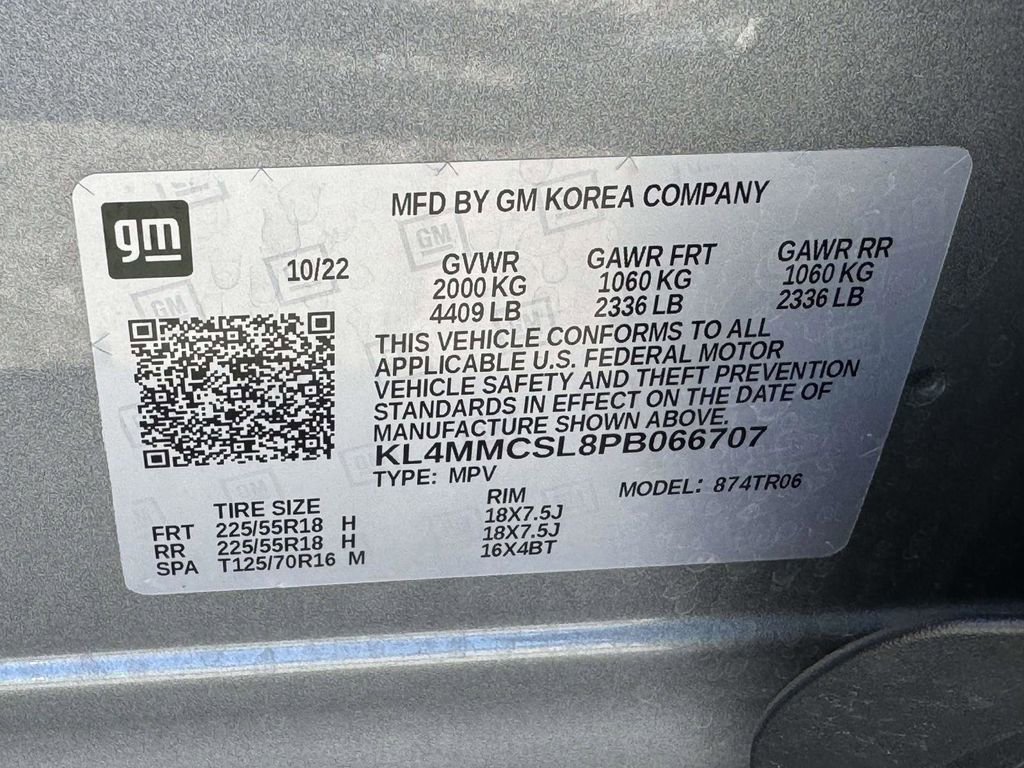 gm
MFD BY GM KOREA COMPANY
10/22
GVWR GAWR FRT GAWR RR
2000 KG 1060 KG 1060 KG
4409 LB 2336 LB 2336 LB
THIS VEHICLE CONFORMS TO ALL
APPLICABLE U.S. FEDERAL MOTOR
VEHICLE SAFETY AND THEFT PREVENTION
STANDARDS IN EFFECT ON THE DATE OF
MANUFACTURE SHOWN ABOVE.
KL4MMCSL8PB066707
TYPE: MPV MODEL: 874TR06
TIRE SIZE RIM
FRT 225/55R18 H 18X7.5J
RR 225/55R18 H 18X7.5J
SPA T125/70R16 M 16X4BT